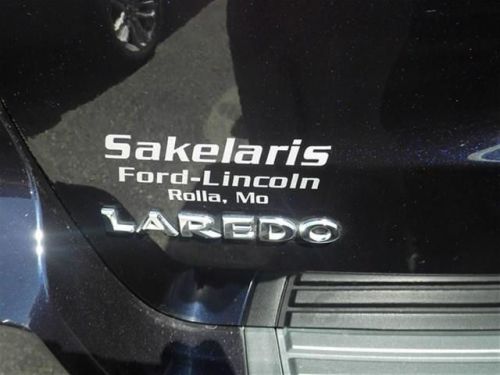 Sakelaris
Ford-Lincoln
Rolla, Mo
LAREDO